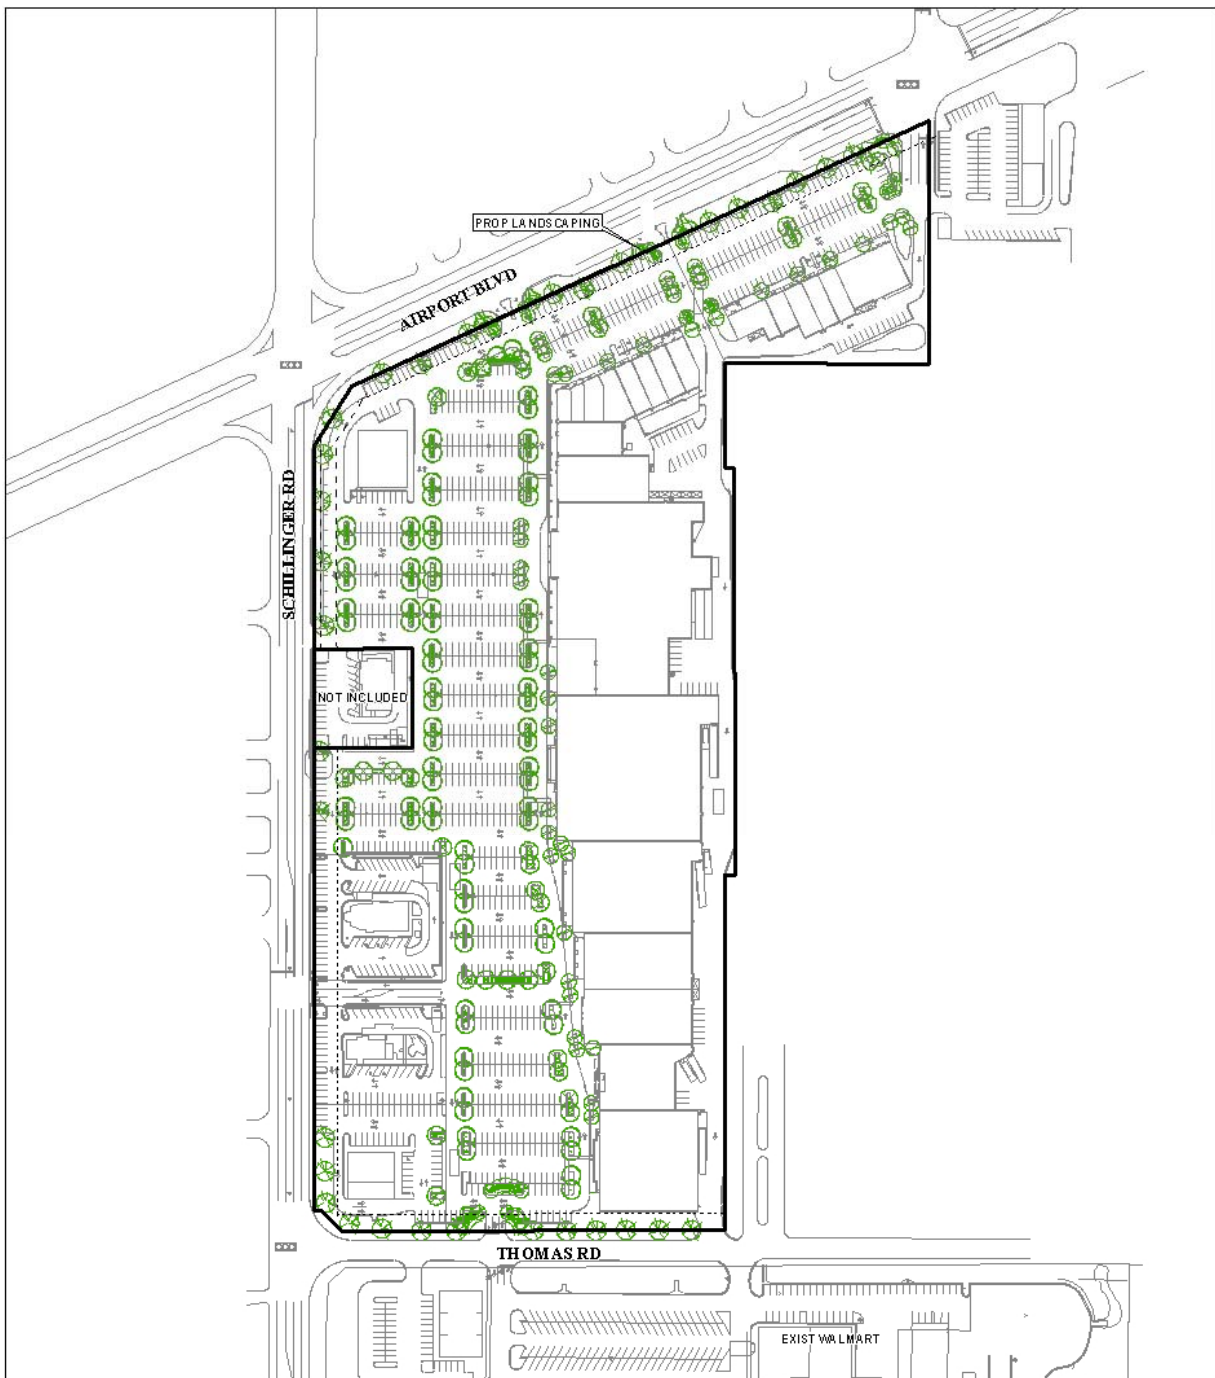 PROP LANDSCAPING
AIRPORT BLVD
SCHILLINGER RD
NOT INCLUDED
THOMAS RD
EXIST WALMART